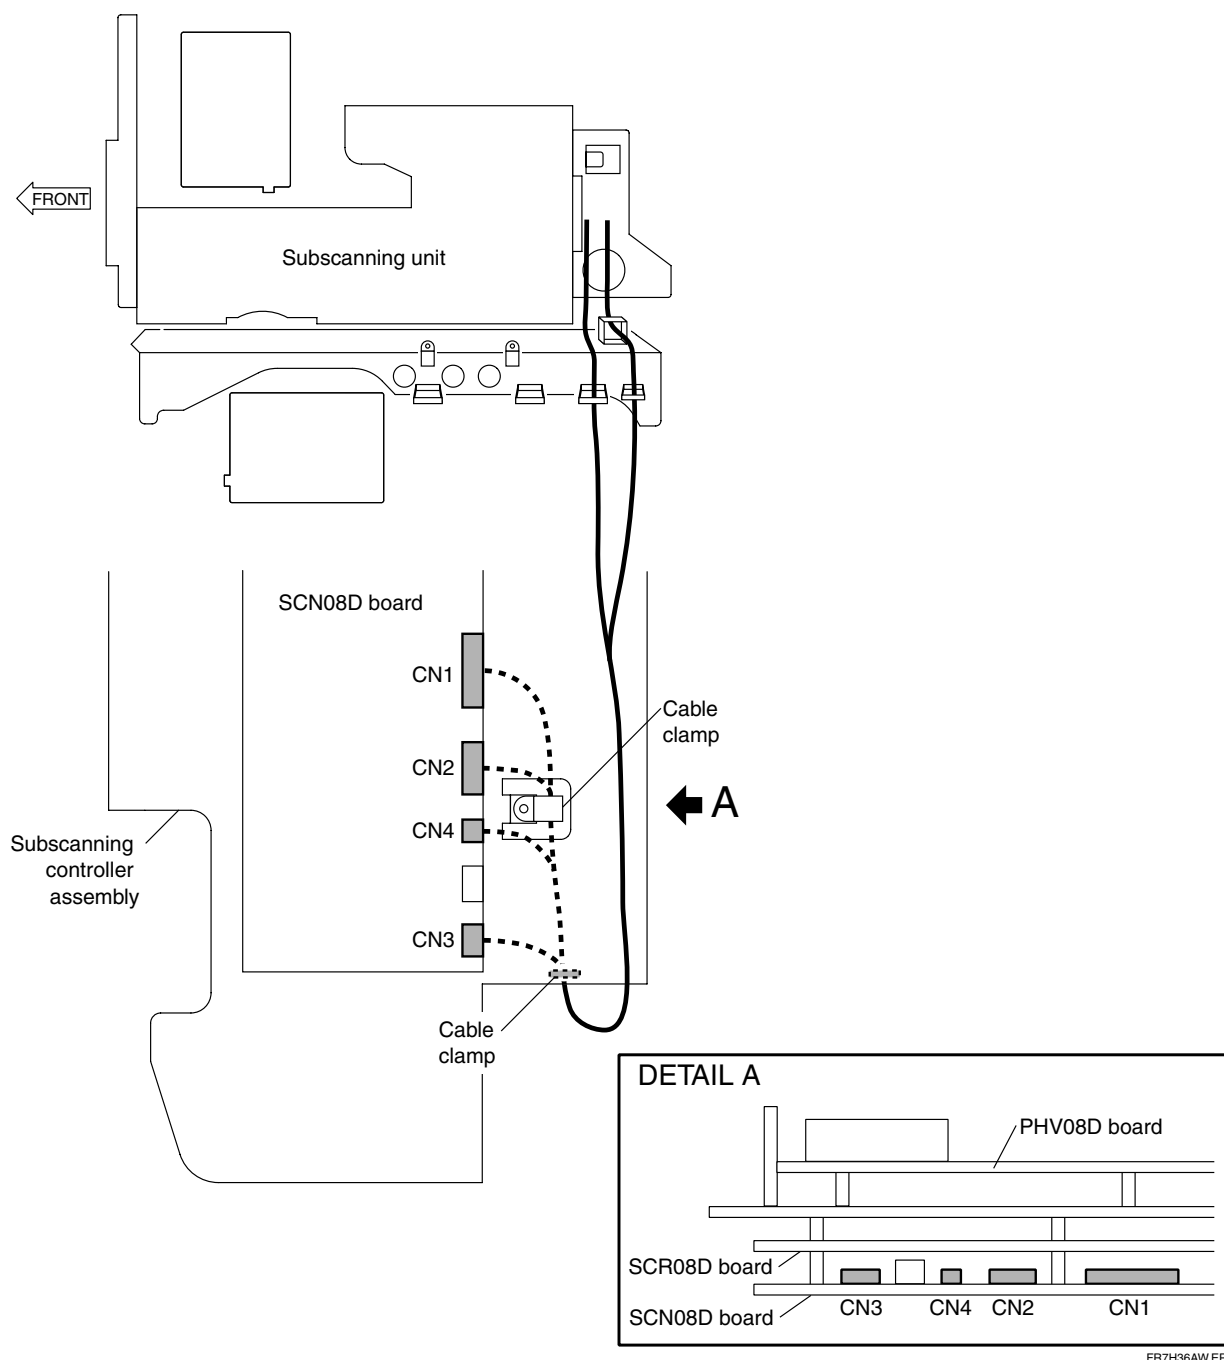 FRONT
Subscanning unit
SCN08D board
CN1
Cable
clamp
CN2
A
CN4
Subscanning
controller
assembly
CN3
Cable
clamp
DETAIL A
PHV08D board
SCR08D board
SCN08D board
CN3
CN4
CN2
CN1